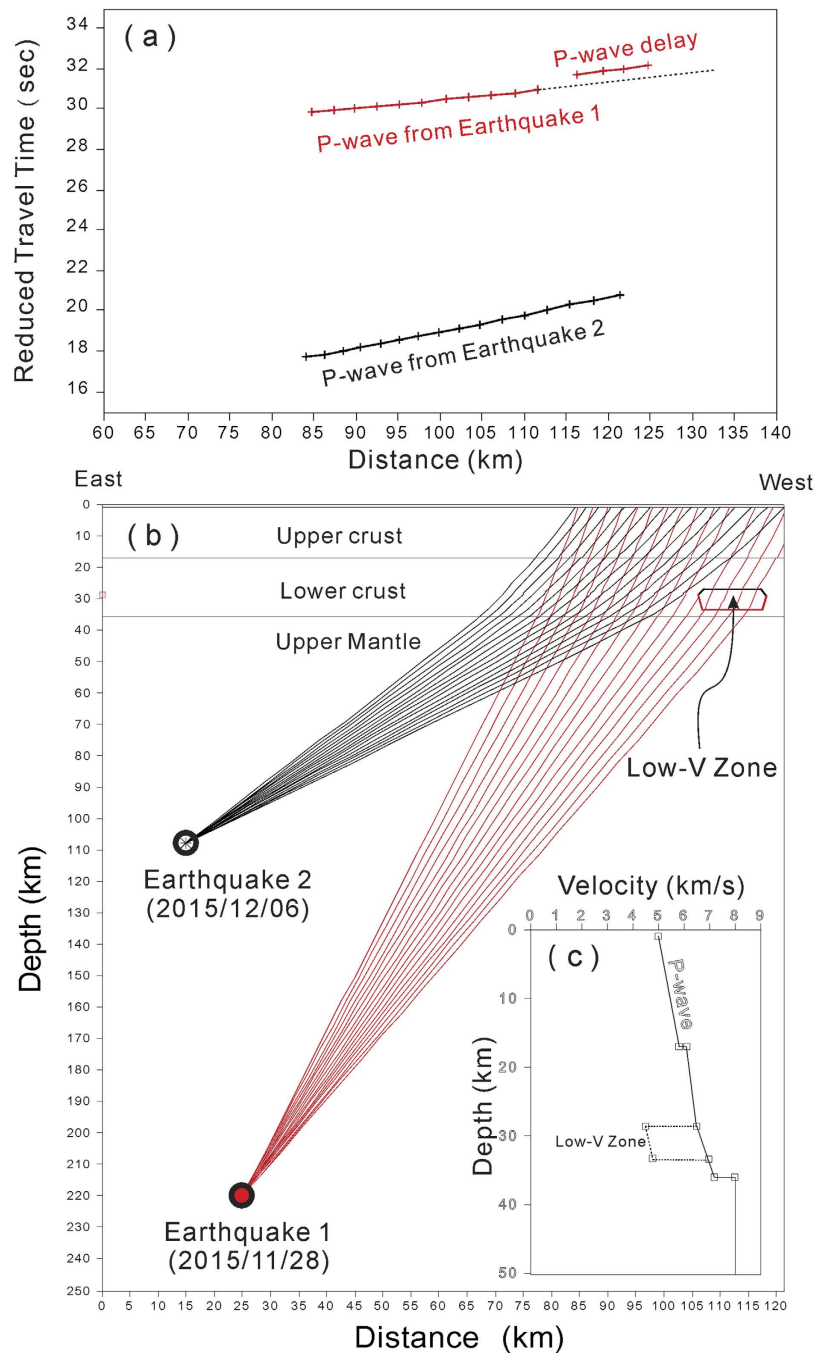 34
( a )
32
P-wave delay
30
P-wave from Earthquake 1
28
26
24
22
20
18
P-wave from Earthquake 2
16
Reduced Travel Time ( sec)
60 65 70 75 80 85 90 95 100 105 110 115 120 125 130 135 140
Distance (km)
East
West
0
( b )
10
Upper crust
20
30
Lower crust
40
Upper Mantle
50
60
70
80
Low-V Zone
90
100
110
120
Earthquake 2
(2015/12/06)
130
140
150
160
170
180
190
200
210
220
230
Earthquake 1
(2015/11/28)
240
250
Depth (km)
0 5 10 15 20 25 30 35 40 45 50 55 60 65 70 75 80 85 90 95 100 105 110 115 120
Distance (km)
Velocity (km/s)
0 1 2 3 4 5 6 7 8 9
0
( c )
P-wave
10
20
30
Low-V Zone
40
50
Depth (km)